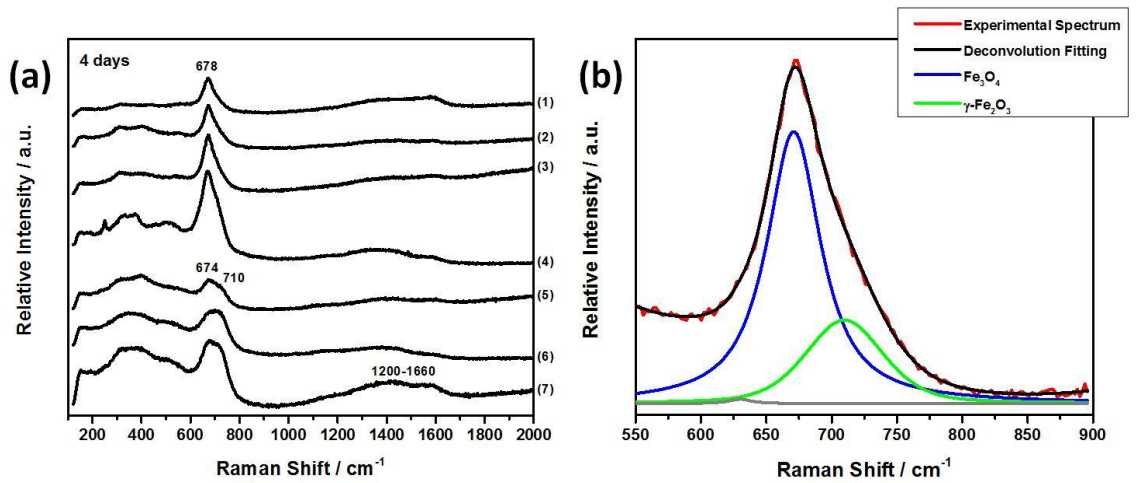 (a)
4 days
678
(1)
(2)
(3)
(4)
674
710
(5)
(6)
1200-1660
(7)
Relative Intensity / a.u.
200 400 600 800 1000 1200 1400 1600 1800 2000
Raman Shift / cm⁻¹
(b)
Experimental Spectrum
Deconvolution Fitting
Fe₃O₄
γ-Fe₂O₃
Relative Intensity / a.u.
550 600 650 700 750 800 850 900
Raman Shift / cm⁻¹